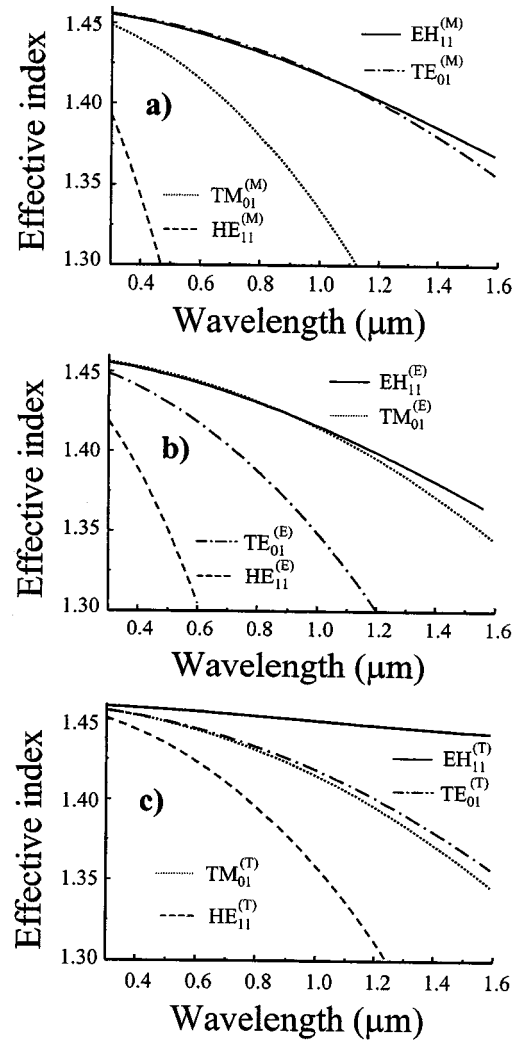 1.45
1.40
1.35
1.30
Effective index
a)
EH11(M)
TE01(M)
TM01(M)
HE11(M)
0.4 0.6 0.8 1.0 1.2 1.4 1.6
Wavelength (μm)
1.45
1.40
1.35
1.30
Effective index
b)
EH11(E)
TM01(E)
TE01(E)
HE11(E)
0.4 0.6 0.8 1.0 1.2 1.4 1.6
Wavelength (μm)
1.45
1.40
1.35
1.30
Effective index
c)
EH11(T)
TE01(T)
TM01(T)
HE11(T)
0.4 0.6 0.8 1.0 1.2 1.4 1.6
Wavelength (μm)